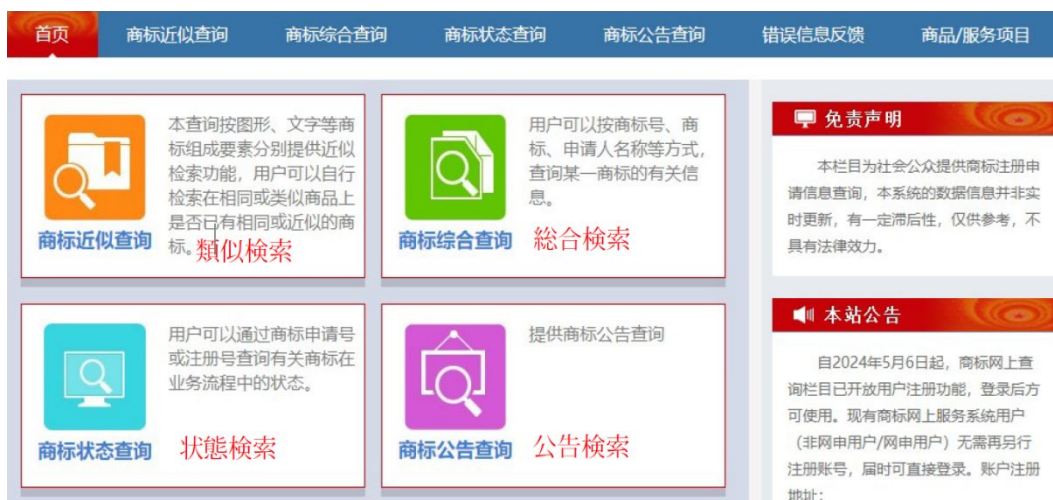 首页 商标近似查询 商标综合查询 商标状态查询 商标公告查询 错误信息反馈 商品/服务项目
本查询按图形、文字等商
标组成要素分别提供近似
检索功能，用户可以自行
检索在相同或类似商品上
是否已有相同或近似的商
标。
商标近似查询
類似検索
用户可以按商标号、商
标、申请人名称等方式，
查询某一商标的有关信
息。
商标综合查询
総合検索
用户可以通过商标申请号
或注册号查询有关商标在
业务流程中的状态。
商标状态查询
状態検索
提供商标公告查询
商标公告查询
公告検索
免责声明
本栏目为社会公众提供商标注册申
请信息查询，本系统的数据信息并非实
时更新，有一定滞后性，仅供参考，不
具有法律效力。
本站公告
自2024年5月6日起，商标网上查
询栏目已开放用户注册功能，登录后方
可使用。现有商标网上服务系统用户
（非网申用户/网申用户）无需再另行
注册账号，届时可直接登录。账户注册
地址：